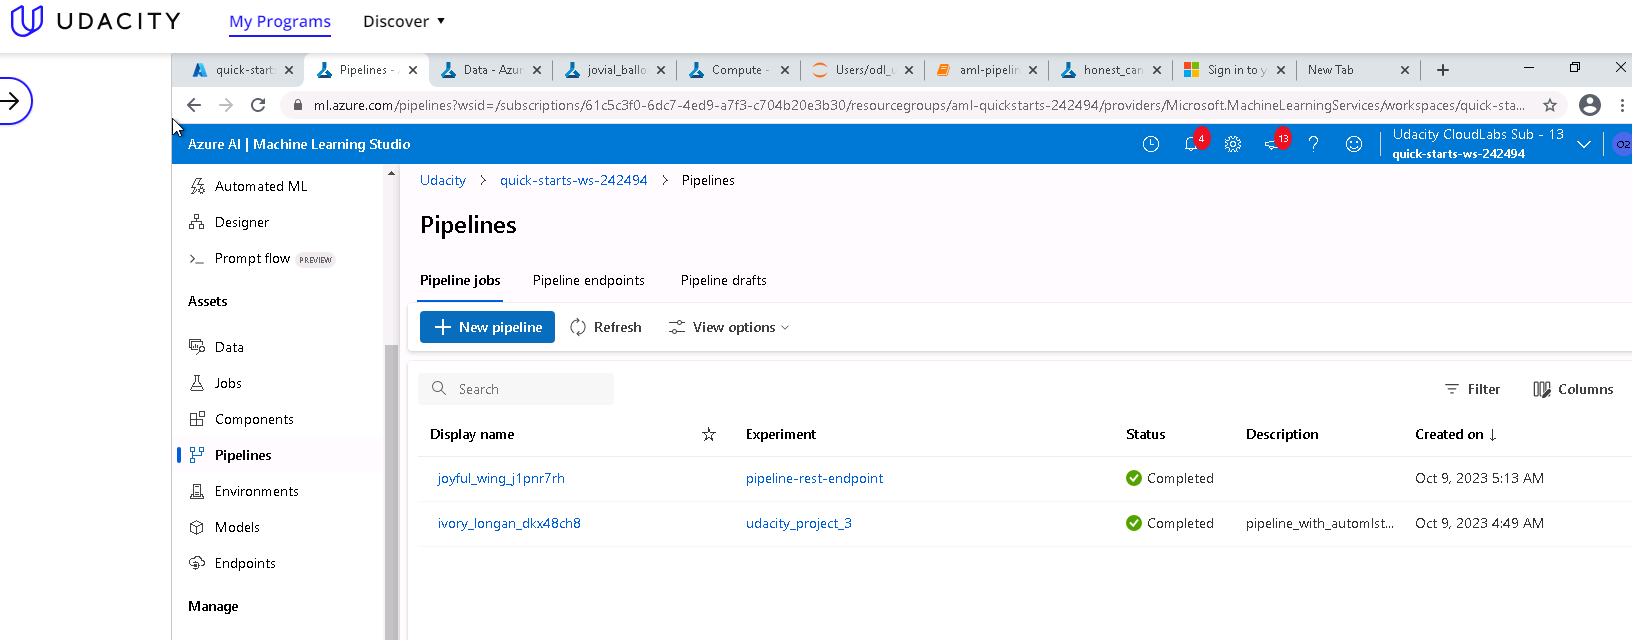 UDACITY My Programs Discover
quick-start: Pipelines - Data - Azur jovial_ballo Compute - Users/odl_u aml-pipelin honest_can Sign in to y New Tab
ml.azure.com/pipelines?wsid=/subscriptions/61c5c3f0-6dc7-4ed9-a7f3-c704b20e3b30/resourcegroups/aml-quickstarts-242494/providers/Microsoft.MachineLearningServices/workspaces/quick-sta...
Azure AI | Machine Learning Studio 4 13 Udacity CloudLabs Sub - 13
quick-starts-ws-242494 O2
Automated ML
Designer
Prompt flow PREVIEW
Assets
Data
Jobs
Components
Pipelines
Environments
Models
Endpoints
Manage
Udacity > quick-starts-ws-242494 > Pipelines
Pipelines
Pipeline jobs Pipeline endpoints Pipeline drafts
New pipeline Refresh View options
Search Filter Columns
Display name Experiment Status Description Created on ↓
joyful_wing_j1pnr7rh pipeline-rest-endpoint Completed Oct 9, 2023 5:13 AM
ivory_longan_dkx48ch8 udacity_project_3 Completed pipeline_with_automlst... Oct 9, 2023 4:49 AM